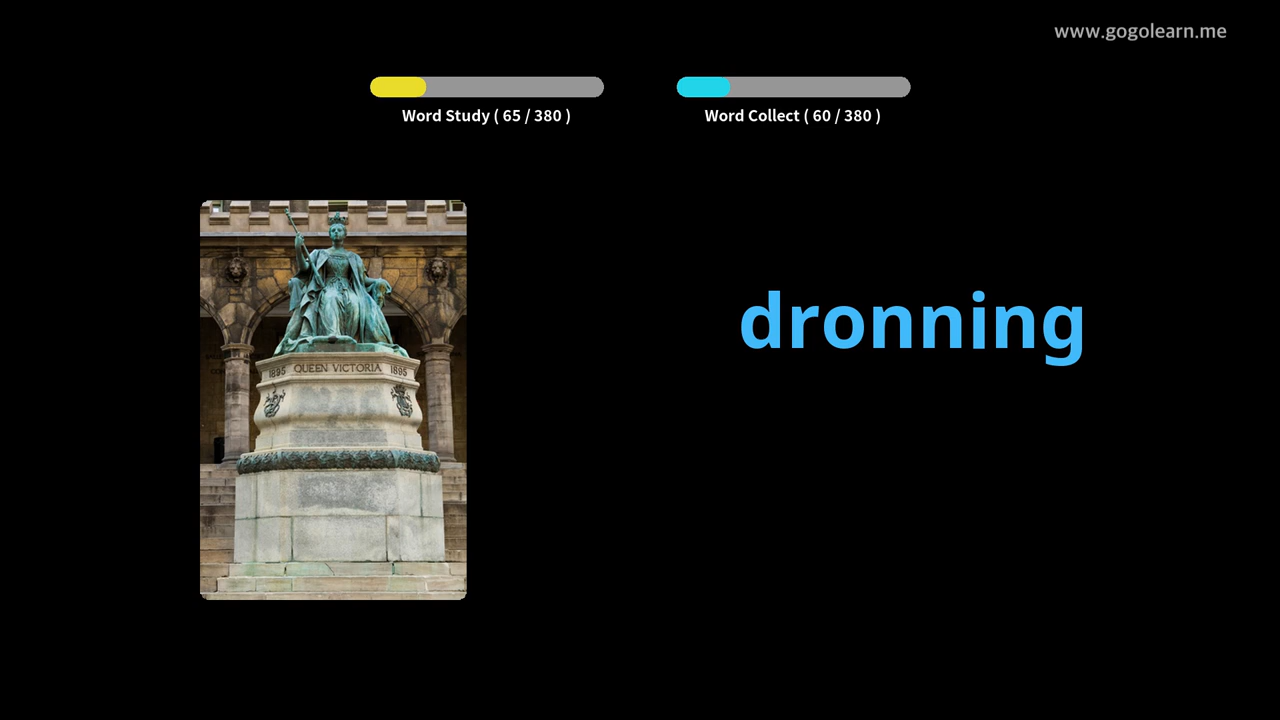 www.gogolearn.me
Word Study ( 65 / 380 )
Word Collect ( 60 / 380 )
dronning
1895 QUEEN VICTORIA 1895